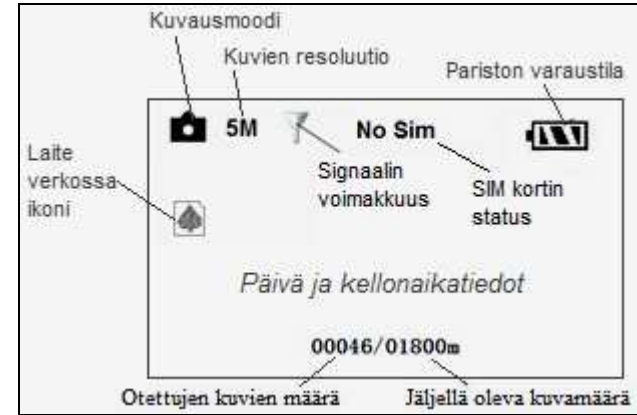 Kuvausmoodi
Kuvien resoluutio
Pariston varaustila
5M
No Sim
Laite
verkossa
ikoni
Signaalin
voimakkuus
SIM kortin
status
Päivä ja kellonaikatiedot
00046/01800m
Otettujen kuvien määrä
Jäljellä oleva kuvamäärä